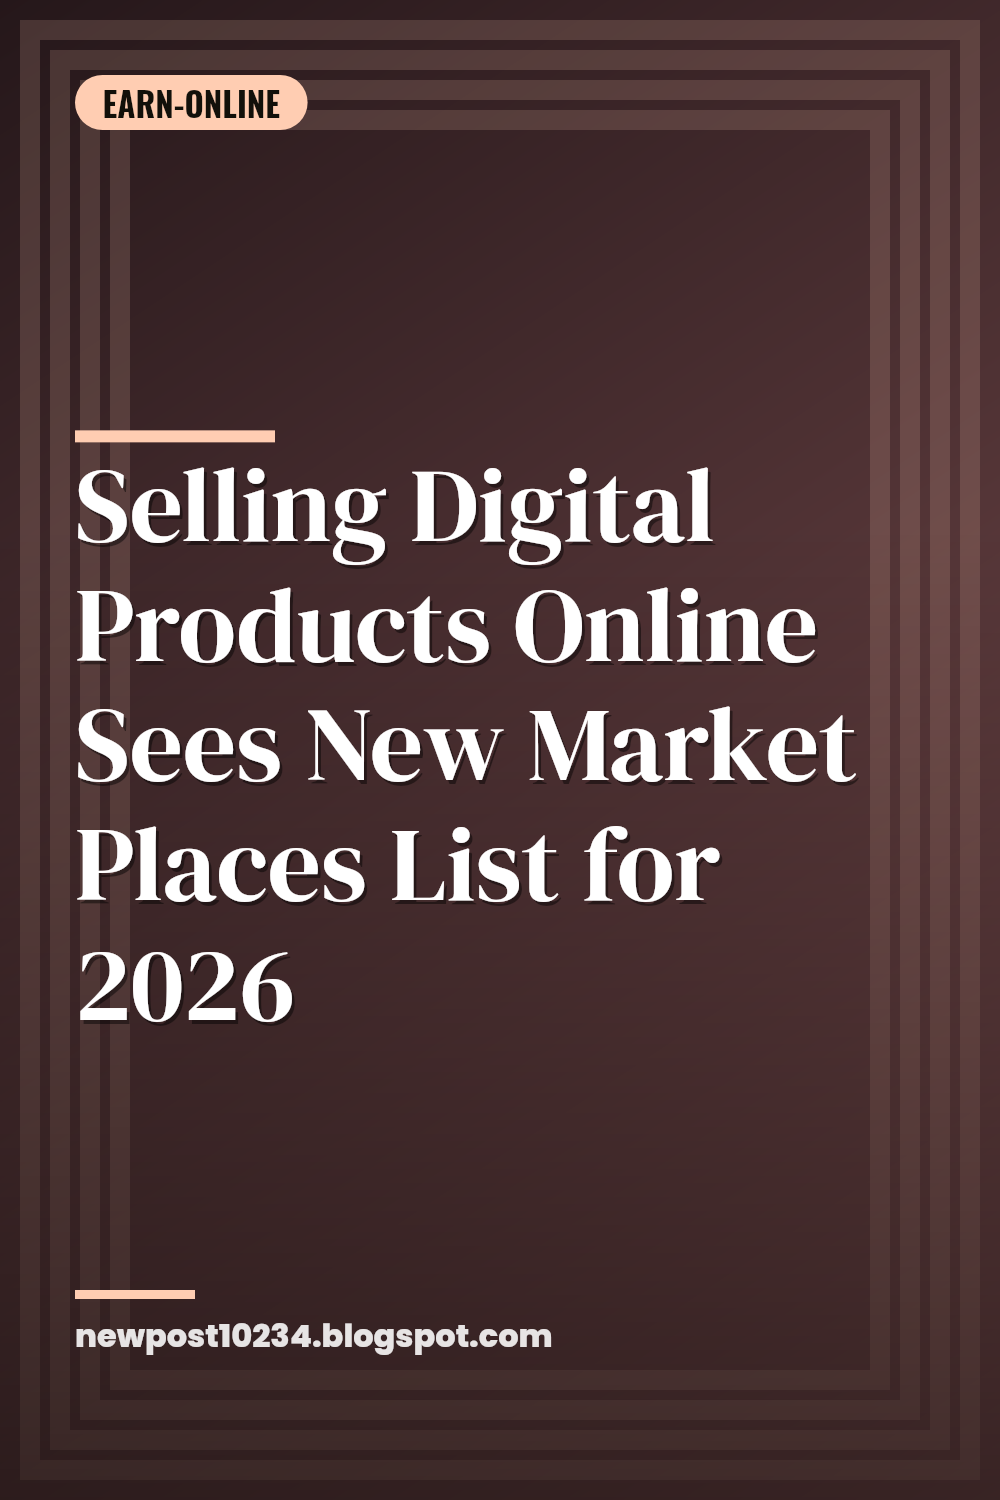 EARN-ONLINE
Selling Digital
Products Online
Sees New Market
Places List for
2026
newpost10234.blogspot.com